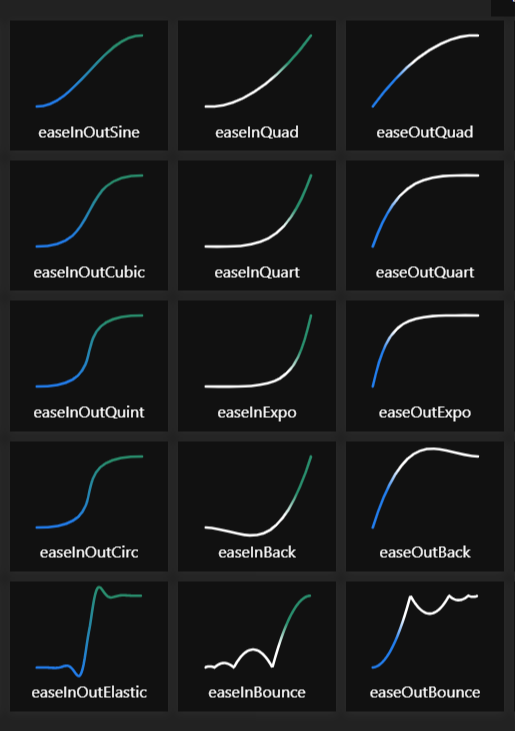 easeInOutSine
easeInQuad
easeOutQuad
easeInOutCubic
easeInQuart
easeOutQuart
easeInOutQuint
easeInExpo
easeOutExpo
easeInOutCirc
easeInBack
easeOutBack
easeInOutElastic
easeInBounce
easeOutBounce